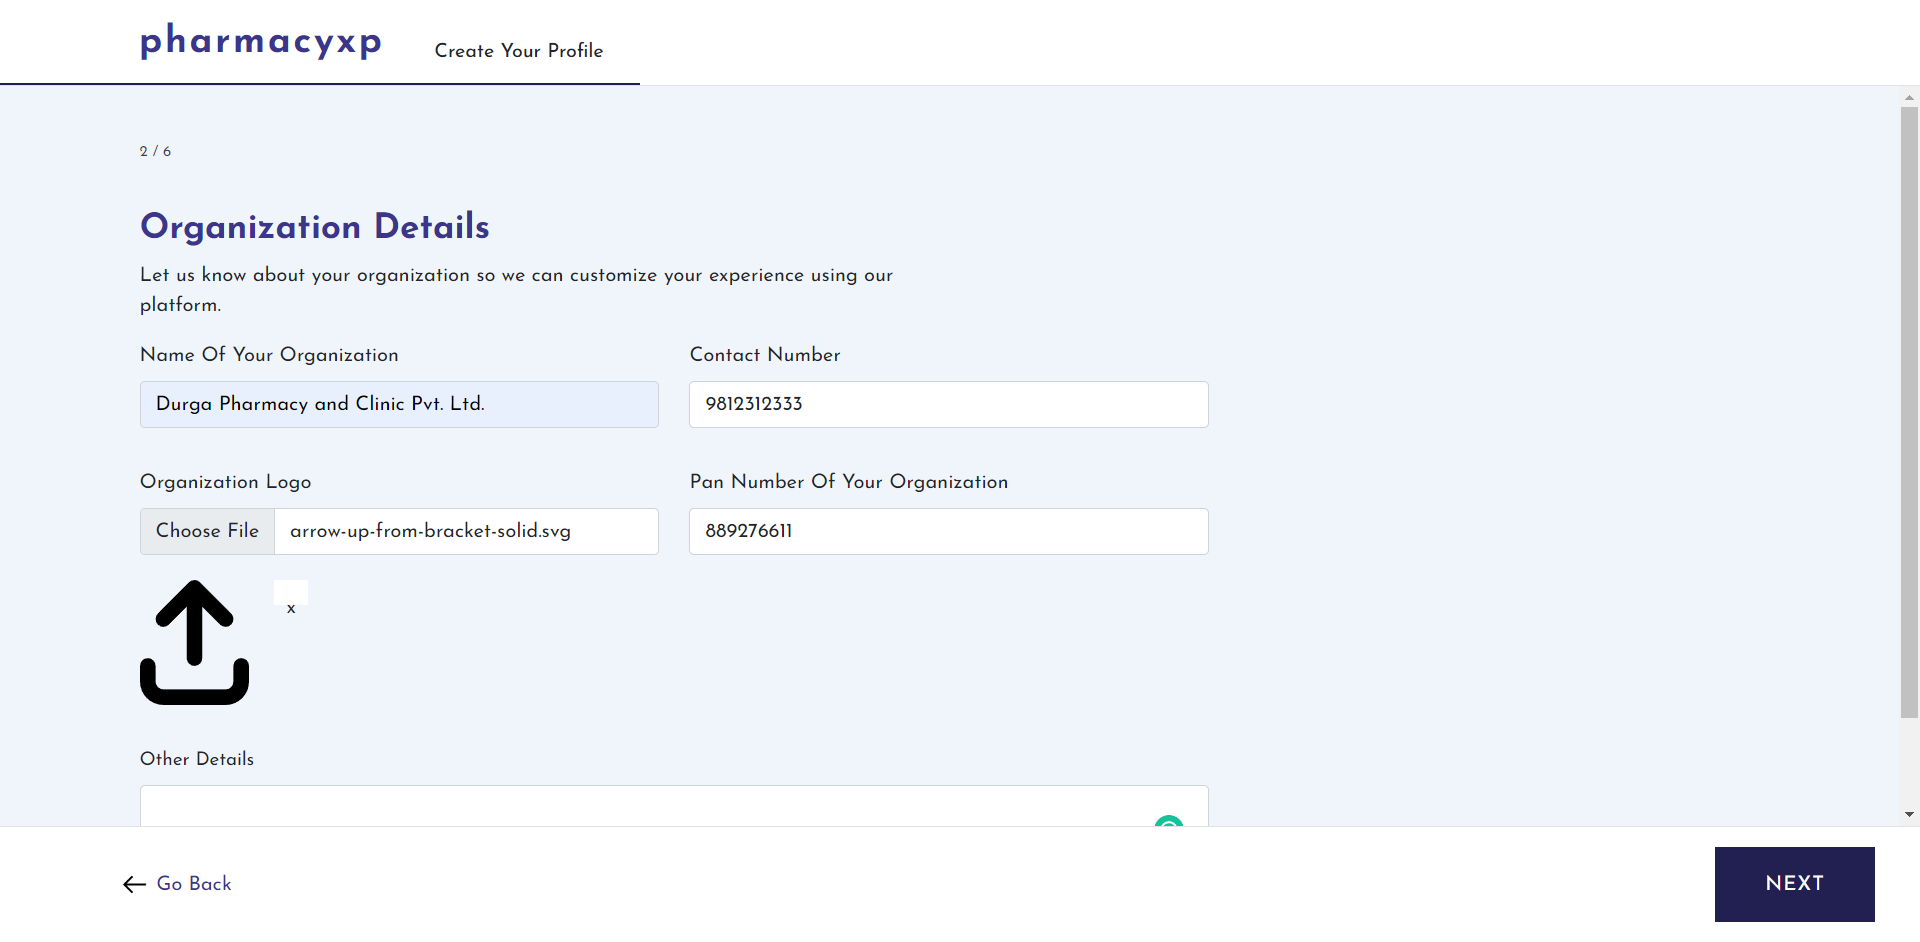 pharmacyxp
Create Your Profile
2 / 6
Organization Details
Let us know about your organization so we can customize your experience using our
platform.
Name Of Your Organization
Contact Number
Durga Pharmacy and Clinic Pvt. Ltd.
9812312333
Organization Logo
Pan Number Of Your Organization
Choose File
arrow-up-from-bracket-solid.svg
889276611
x
Other Details
Go Back
NEXT